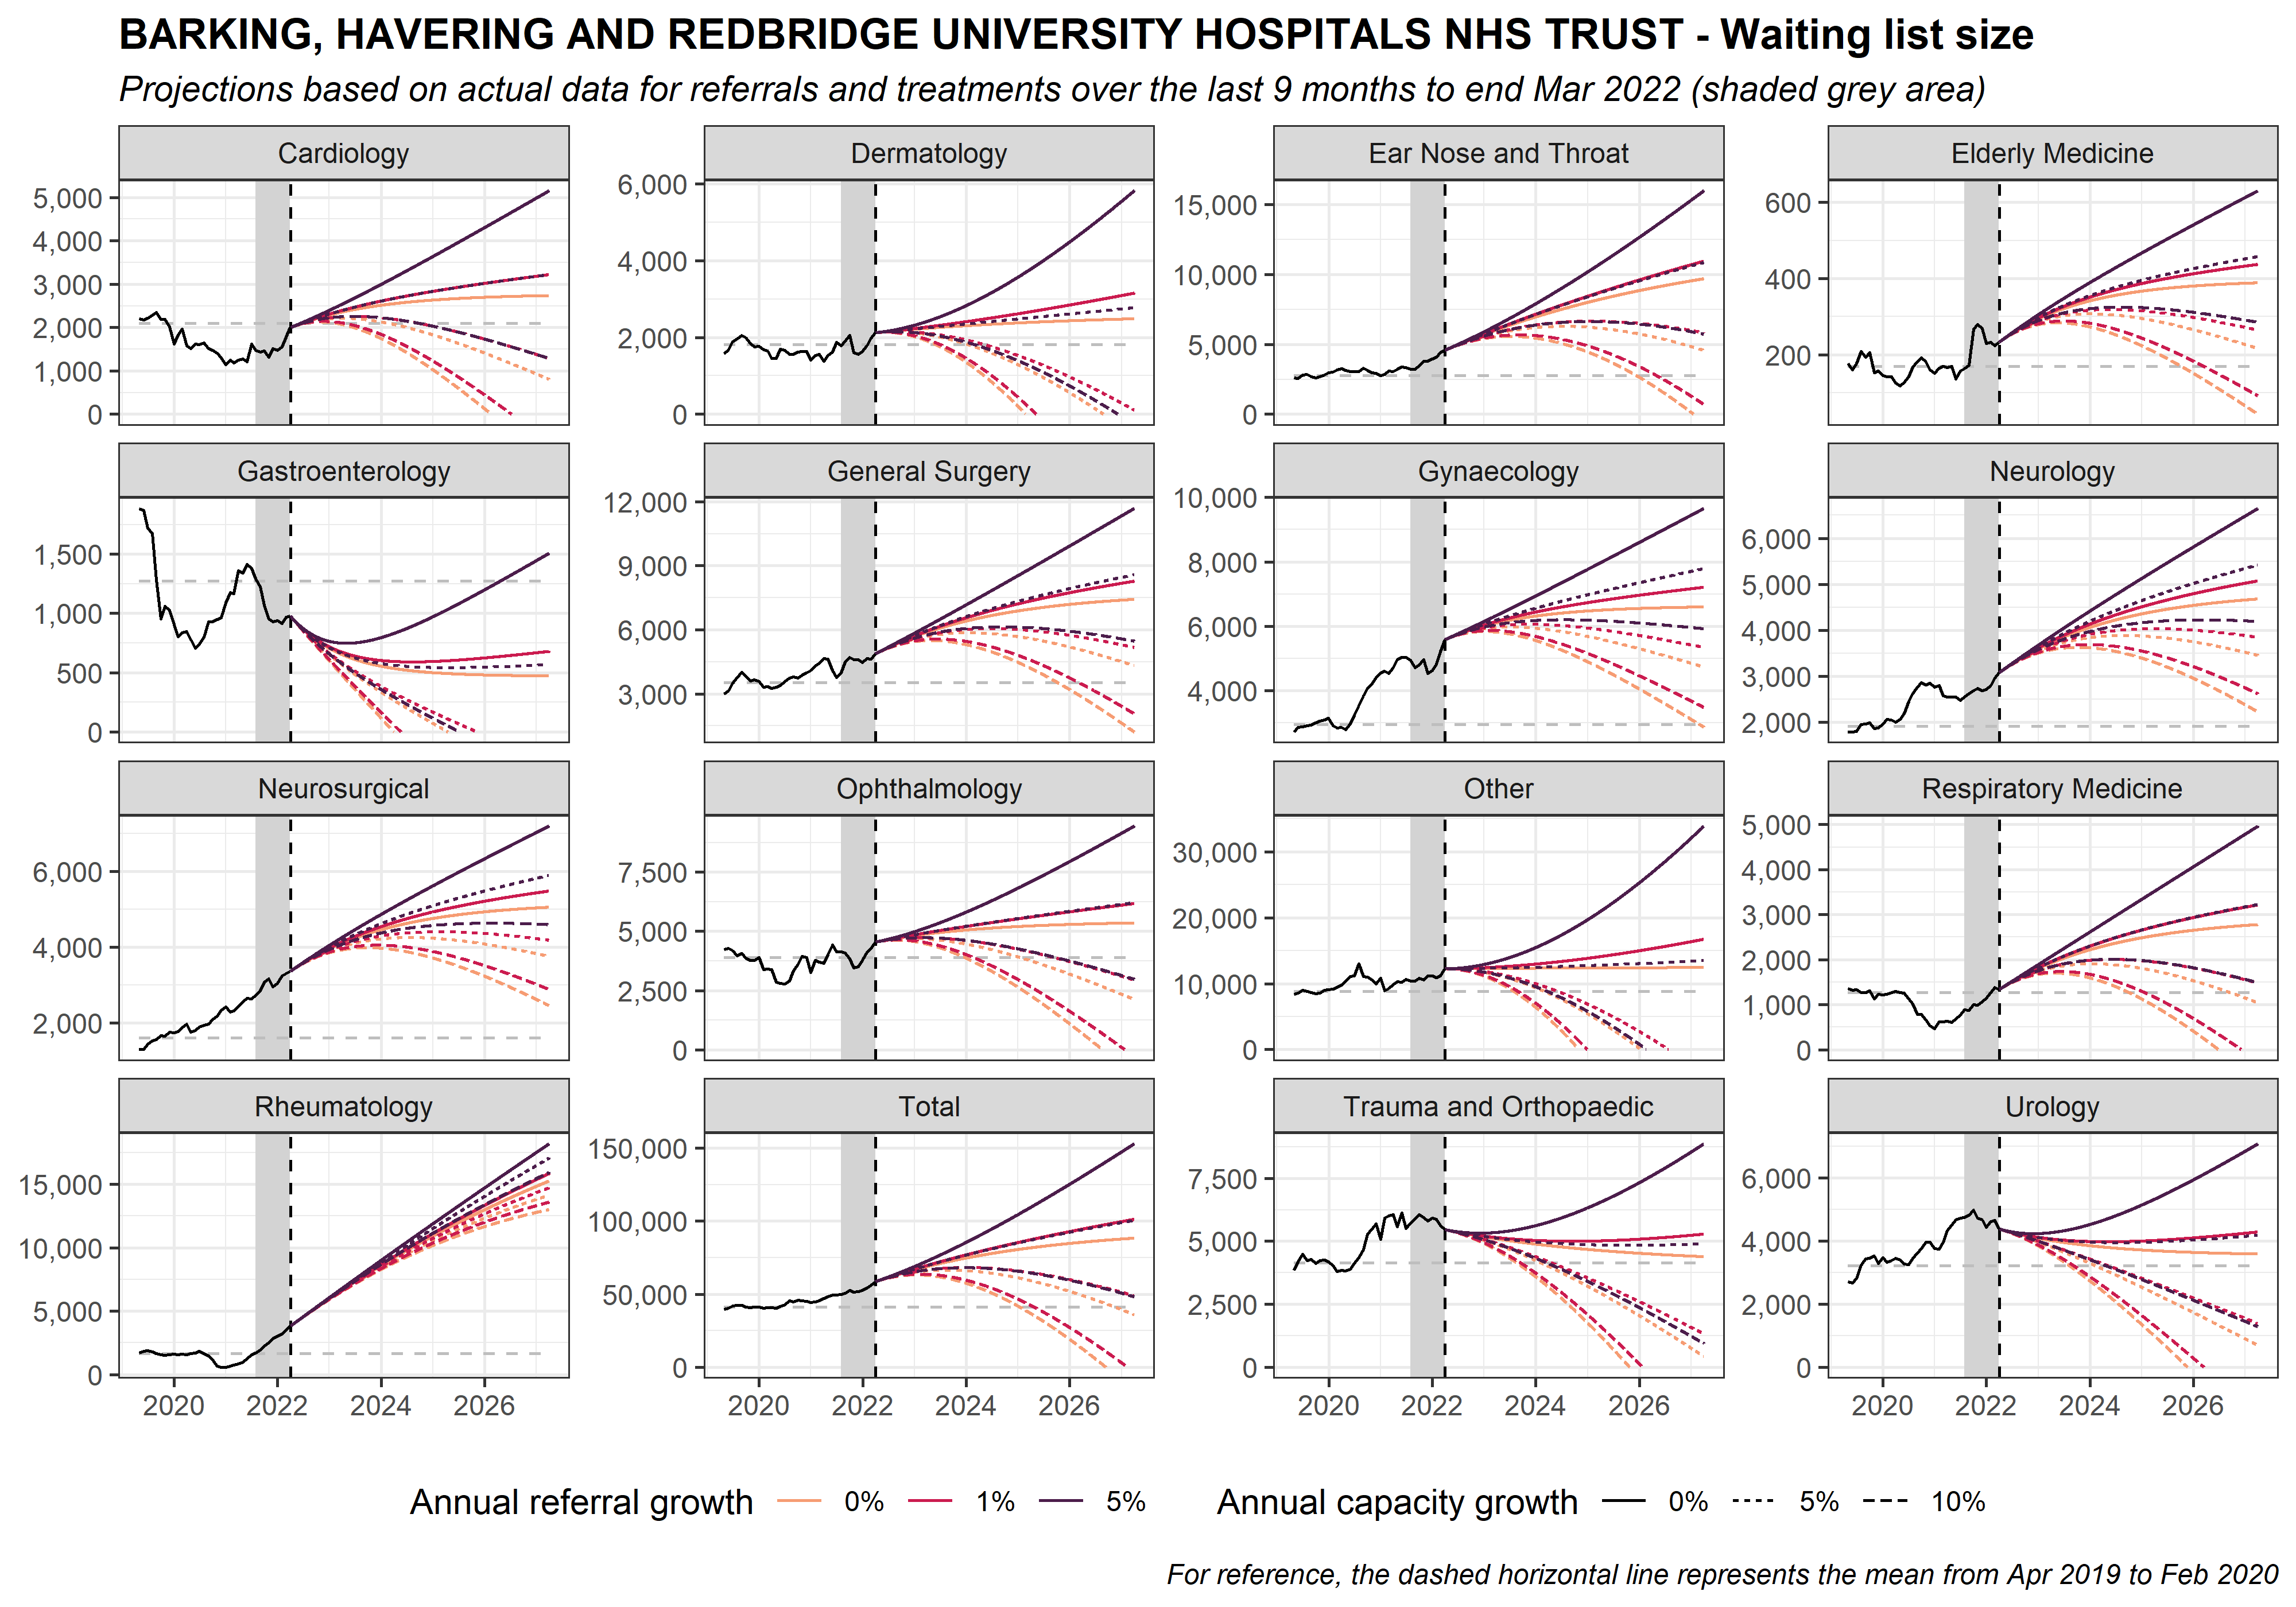 BARKING, HAVERING AND REDBRIDGE UNIVERSITY HOSPITALS NHS TRUST - Waiting list size
Projections based on actual data for referrals and treatments over the last 9 months to end Mar 2022 (shaded grey area)
Cardiology
5,000
4,000
3,000
2,000
1,000
0
Dermatology
6,000
4,000
2,000
0
Ear Nose and Throat
15,000
10,000
5,000
0
Elderly Medicine
600
400
200
Gastroenterology
1,500
1,000
500
0
General Surgery
12,000
9,000
6,000
3,000
Gynaecology
10,000
8,000
6,000
4,000
Neurology
6,000
5,000
4,000
3,000
2,000
Neurosurgical
6,000
4,000
2,000
Ophthalmology
7,500
5,000
2,500
0
Other
30,000
20,000
10,000
0
Respiratory Medicine
5,000
4,000
3,000
2,000
1,000
0
Rheumatology
15,000
10,000
5,000
0
2020 2022 2024 2026
Total
150,000
100,000
50,000
0
2020 2022 2024 2026
Trauma and Orthopaedic
7,500
5,000
2,500
0
2020 2022 2024 2026
Urology
6,000
4,000
2,000
0
2020 2022 2024 2026
Annual referral growth 0% 1% 5% Annual capacity growth 0% 5% 10%
For reference, the dashed horizontal line represents the mean from Apr 2019 to Feb 2020